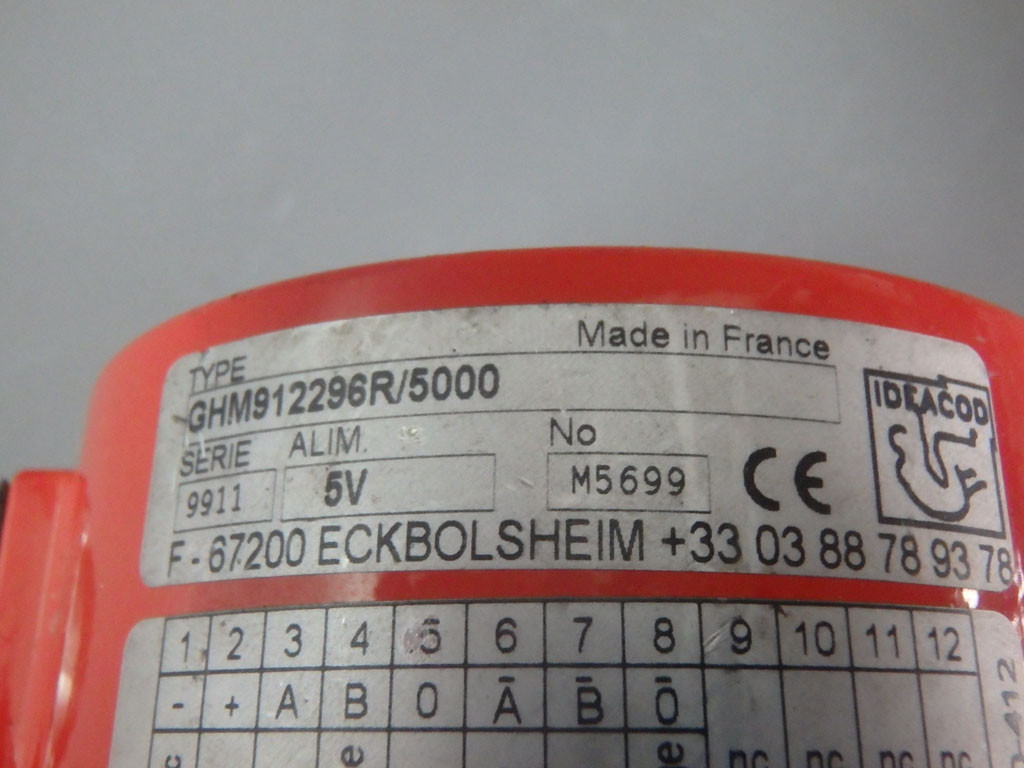 Made in France
TYPE
GHM912296R/5000
SERIE ALIM. No
9911 5V M5699 CE
IDEACOD
F - 67200 ECKBOLSHEIM +33 03 88 78 93 78
1 2 3 4 5 6 7 8 9 10 11 12
- + A B 0 Ā B̄ 0̄
nc nc nc nc